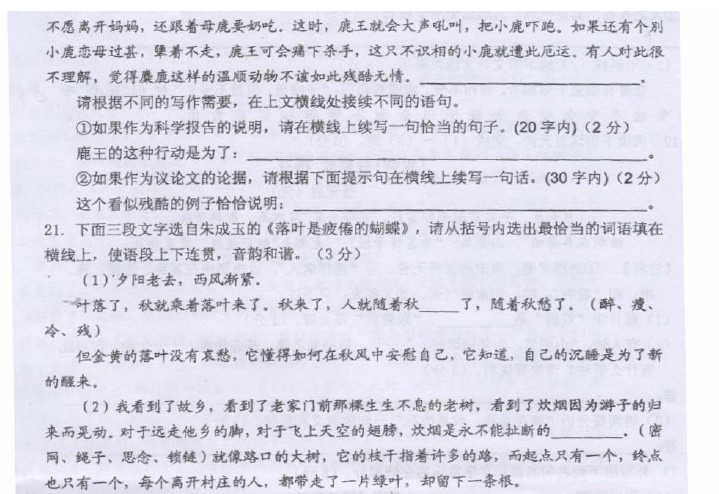 不愿离开妈妈，还跟着母鹿要奶吃。这时，鹿王就会大声吼叫，把小鹿吓跑。如果还有个别
小鹿恋母过甚，犟着不走，鹿王可会痛下杀手，这只不识相的小鹿就遭此厄运。有人对此很
不理解，觉得麋鹿这样的温顺动物不该如此残酷无情。____________________。
请根据不同的写作需要，在上文横线处接续不同的语句。
①如果作为科学报告的说明，请在横线上续写一句恰当的句子。(20字内)(2分)
鹿王的这种行动是为了：____________________。
②如果作为议论文的论据，请根据下面提示句在横线上续写一句话。(30字内)(2分)
这个看似残酷的例子恰恰说明：____________________。
21．下面三段文字选自朱成玉的《落叶是疲倦的蝴蝶》，请从括号内选出最恰当的词语填在
横线上，使语段上下连贯，音韵和谐。(3分)
(1)夕阳老去，西风渐紧。
叶落了，秋就乘着落叶来了。秋来了，人就随着秋_____了，随着秋愁了。(醉、瘦、
冷、残)
但金黄的落叶没有哀愁，它懂得如何在秋风中安慰自己，它知道，自己的沉睡是为了新
的醒来。
(2)我看到了故乡，看到了老家门前那棵生生不息的老树，看到了炊烟因为游子的归
来而晃动。对于远走他乡的脚，对于飞上天空的翅膀，炊烟是永不能扯断的________。(密
网、绳子、思念、锁链)就像路口的大树，它的枝干指着许多的路，而起点只有一个，终点
也只有一个，每个离开村庄的人，都带走了一片绿叶，却留下一条根。